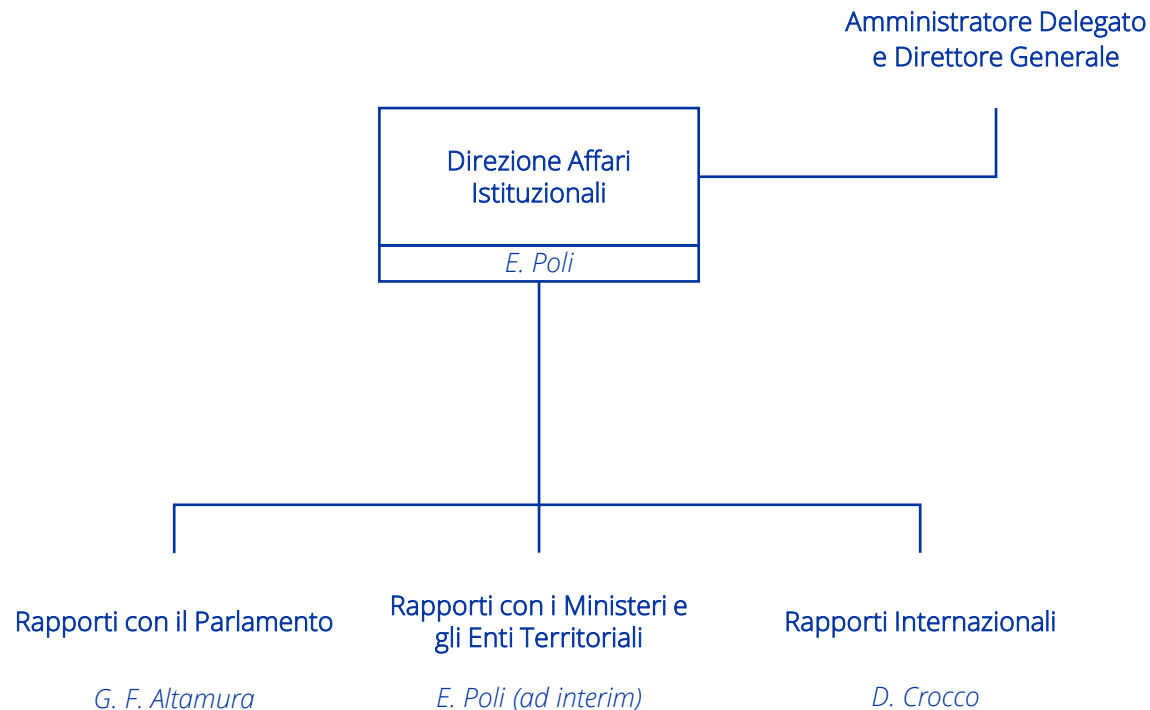 Amministratore Delegato
e Direttore Generale
Direzione Affari
Istituzionali
E. Poli
Rapporti con il Parlamento
G. F. Altamura
Rapporti con i Ministeri e
gli Enti Territoriali
E. Poli (ad interim)
Rapporti Internazionali
D. Crocco